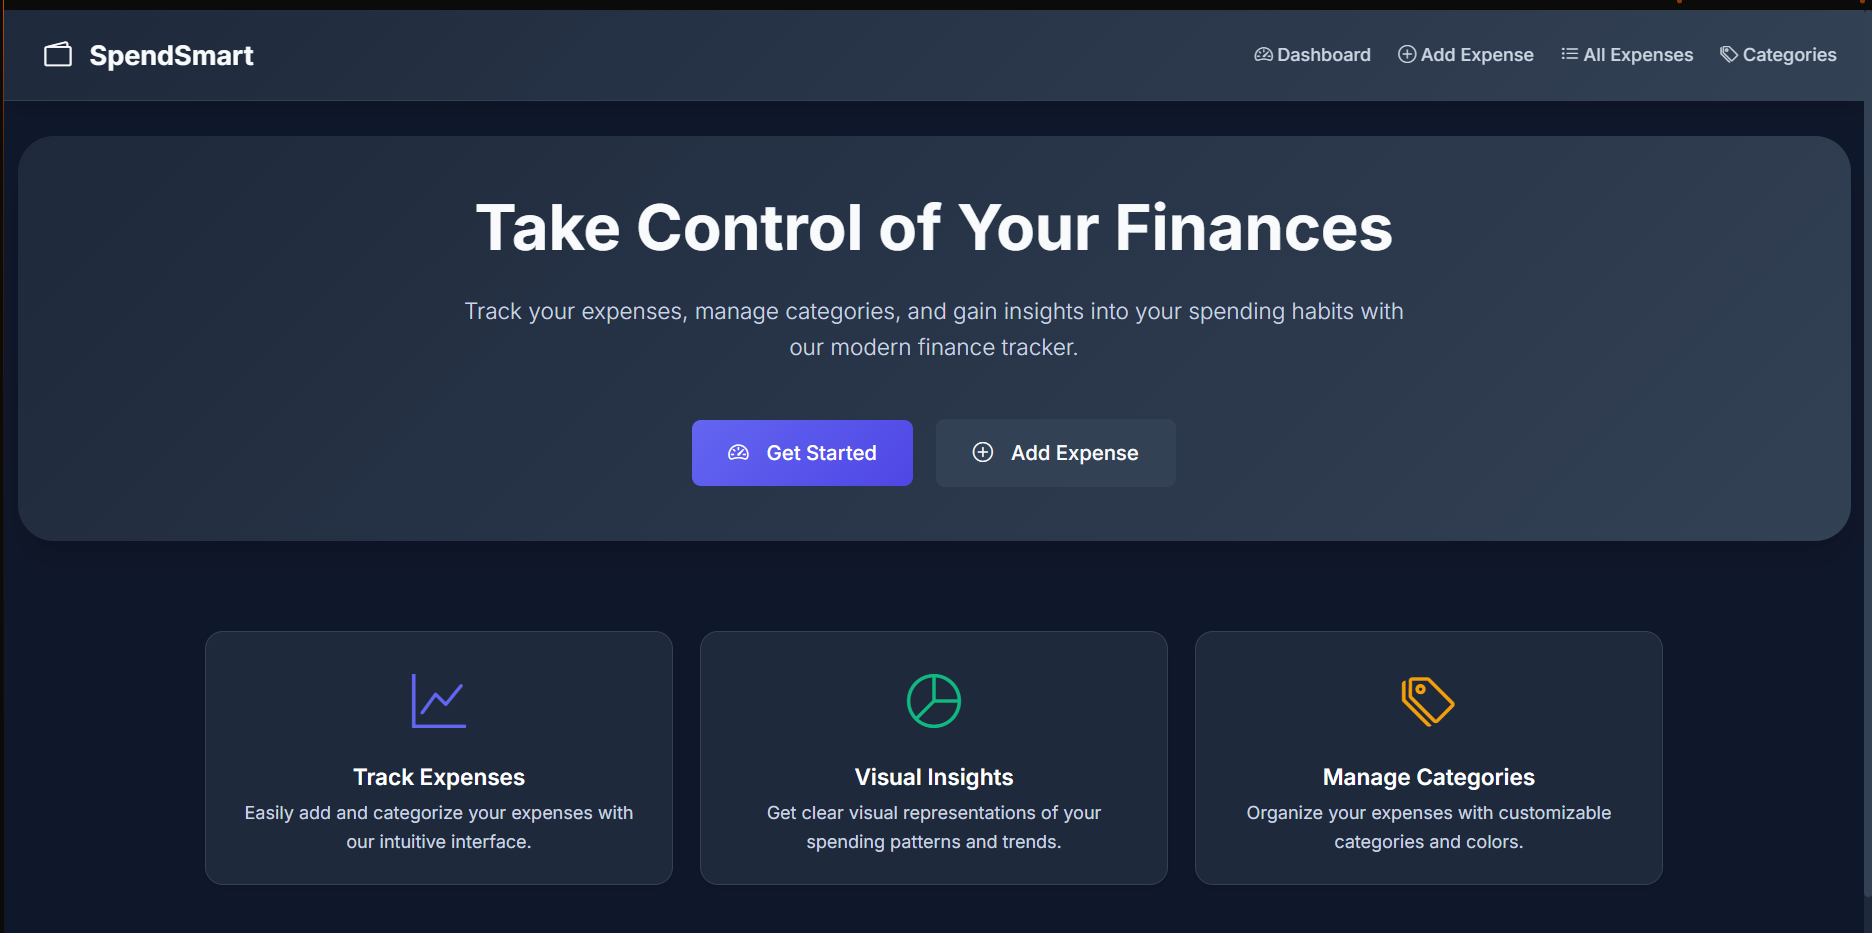 SpendSmart
Dashboard
Add Expense
All Expenses
Categories
Take Control of Your Finances
Track your expenses, manage categories, and gain insights into your spending habits with
our modern finance tracker.
Get Started
Add Expense
Track Expenses
Easily add and categorize your expenses with
our intuitive interface.
Visual Insights
Get clear visual representations of your
spending patterns and trends.
Manage Categories
Organize your expenses with customizable
categories and colors.